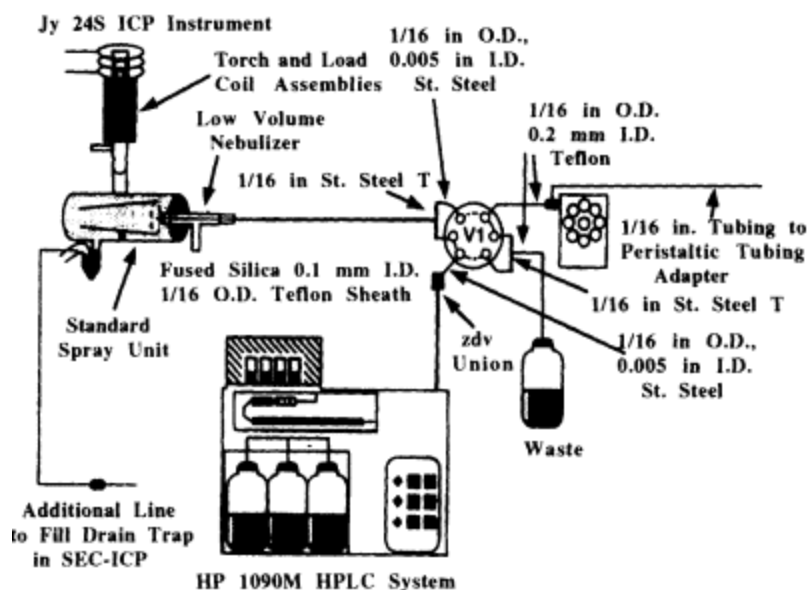 Jy 24S ICP Instrument
Torch and Load
Coil Assemblies
1/16 in O.D.,
0.005 in I.D.
St. Steel
Low Volume
Nebulizer
1/16 in O.D.
0.2 mm I.D.
Teflon
1/16 in St. Steel T
V1
1/16 in. Tubing to
Peristaltic Tubing
Adapter
Fused Silica 0.1 mm I.D.
1/16 O.D. Teflon Sheath
1/16 in St. Steel T
Standard
Spray Unit
zdv
Union
1/16 in O.D.,
0.005 in I.D.
St. Steel
Waste
Additional Line
to Fill Drain Trap
in SEC-ICP
HP 1090M HPLC System